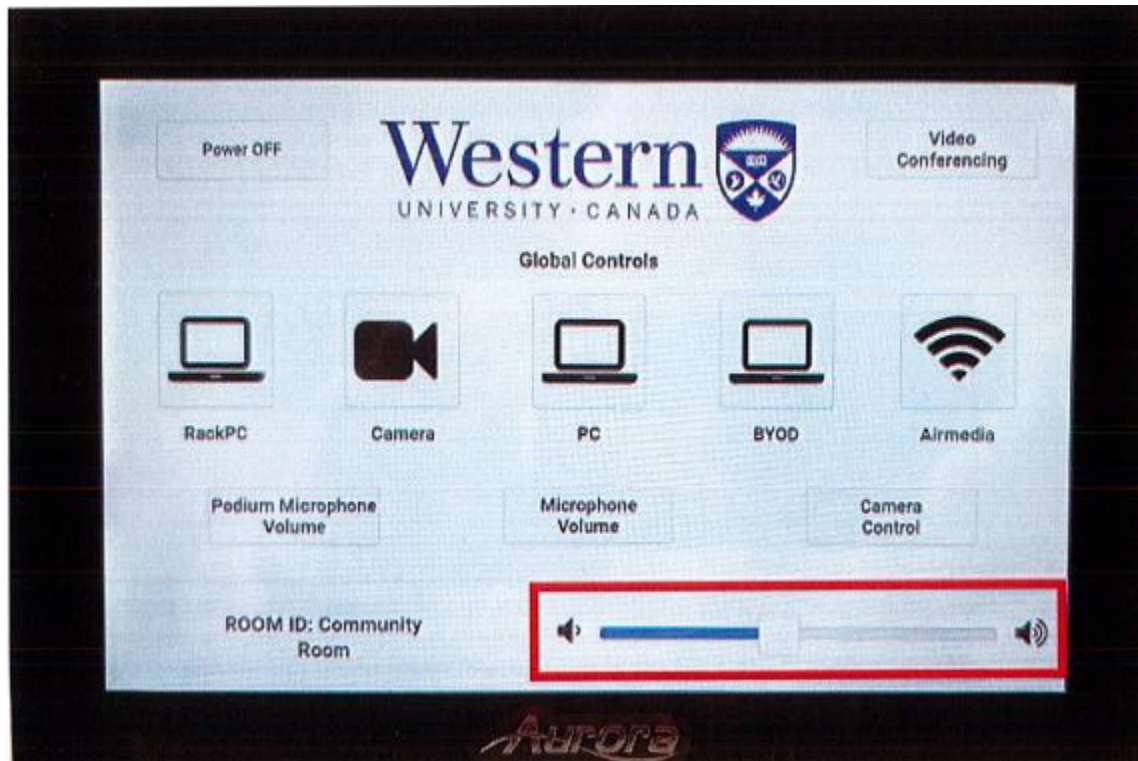 Power OFF
Western
UNIVERSITY · CANADA
Video
Conferencing
Global Controls
RackPC
Camera
PC
BYOD
Airmedia
Podium Microphone
Volume
Microphone
Volume
Camera
Control
ROOM ID: Community
Room
Aurora